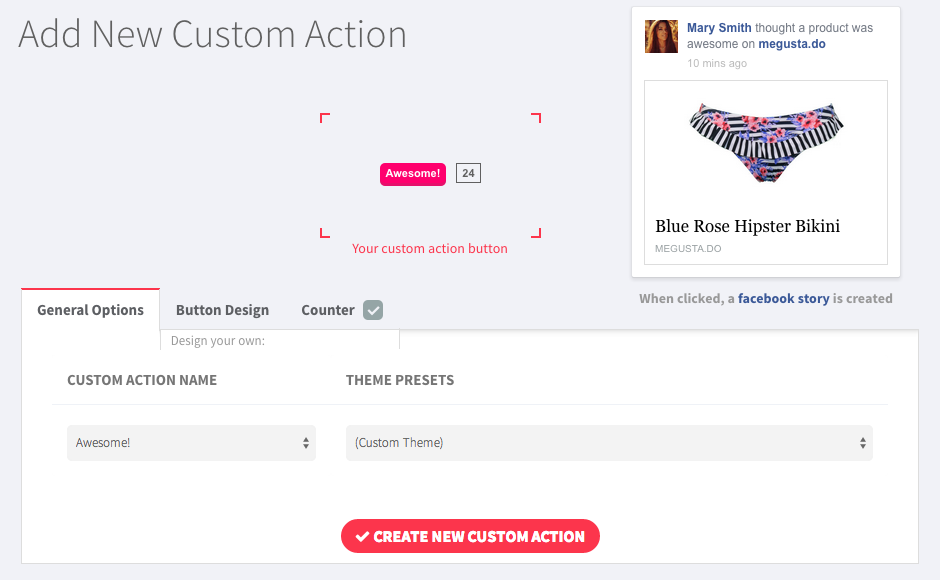 Add New Custom Action
Mary Smith thought a product was
awesome on megusta.do
10 mins ago
Awesome! 24
Blue Rose Hipster Bikini
MEGUSTA.DO
Your custom action button
When clicked, a facebook story is created
General Options Button Design Counter
Design your own:
CUSTOM ACTION NAME THEME PRESETS
Awesome! (Custom Theme)
CREATE NEW CUSTOM ACTION